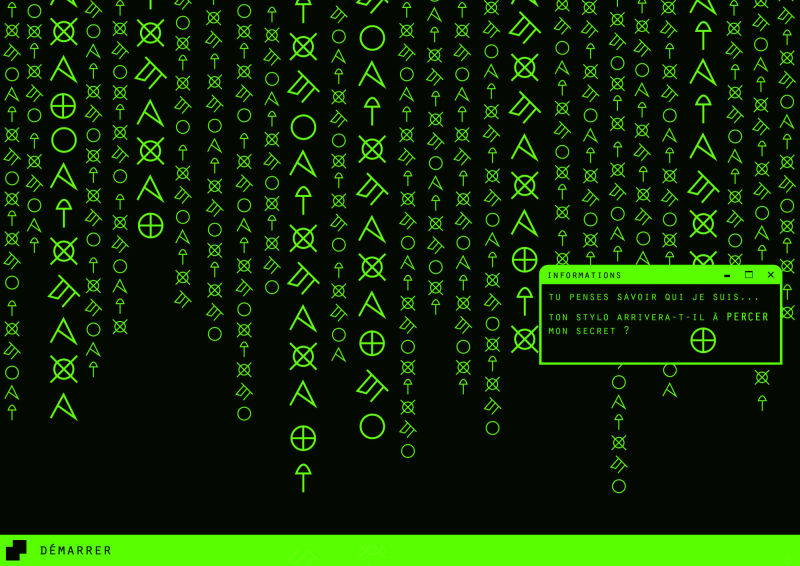 INFORMATIONS
TU PENSES SAVOIR QUI JE SUIS...
TON STYLO ARRIVERA-T-IL À PERCER
MON SECRET ?
DÉMARRER